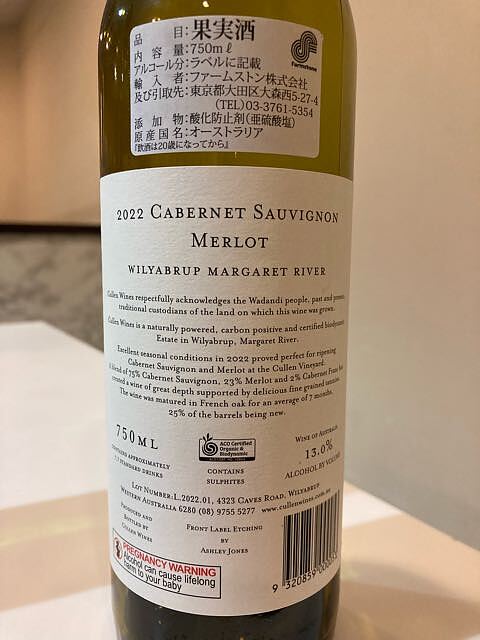 品 目:果実酒
内 容 量:750mℓ
アルコール分:ラベルに記載
輸 入 者:ファームストン株式会社
及び引取先:東京都大田区大森西5-27-4
(TEL)03-3761-5354
添 加 物:酸化防止剤(亜硫酸塩)
原産国名:オーストラリア
『飲酒は20歳になってから』
Farmstone
2022 CABERNET SAUVIGNON
MERLOT
WILYABRUP MARGARET RIVER
Cullen Wines respectfully acknowledges the Wadandi people, past and present,
traditional custodians of the land on which this wine was grown.
Cullen Wines is a naturally powered, carbon positive and certified biodynamic
Estate in Wilyabrup, Margaret River.
Excellent seasonal conditions in 2022 proved perfect for ripening
Cabernet Sauvignon and Merlot at the Cullen Vineyard.
A blend of 75% Cabernet Sauvignon, 23% Merlot and 2% Cabernet Franc has
created a wine of great depth supported by delicious fine grained tannins.
The wine was matured in French oak for an average of 7 months,
25% of the barrels being new.
750ML
CONTAINS APPROXIMATELY
7.7 STANDARD DRINKS
ACO Certified
Organic &
Biodynamic
CONTAINS
SULPHITES
WINE OF AUSTRALIA
13.0%
ALCOHOL BY VOLUME
LOT NUMBER: L.2022.01, 4323 CAVES ROAD, WILYABRUP
WESTERN AUSTRALIA 6280 (08) 9755 5277 www.cullenwines.com.au
PRODUCED AND
BOTTLED BY
CULLEN WINES
FRONT LABEL ETCHING
BY
ASHLEY JONES
PREGNANCY WARNING
Alcohol can cause lifelong
harm to your baby